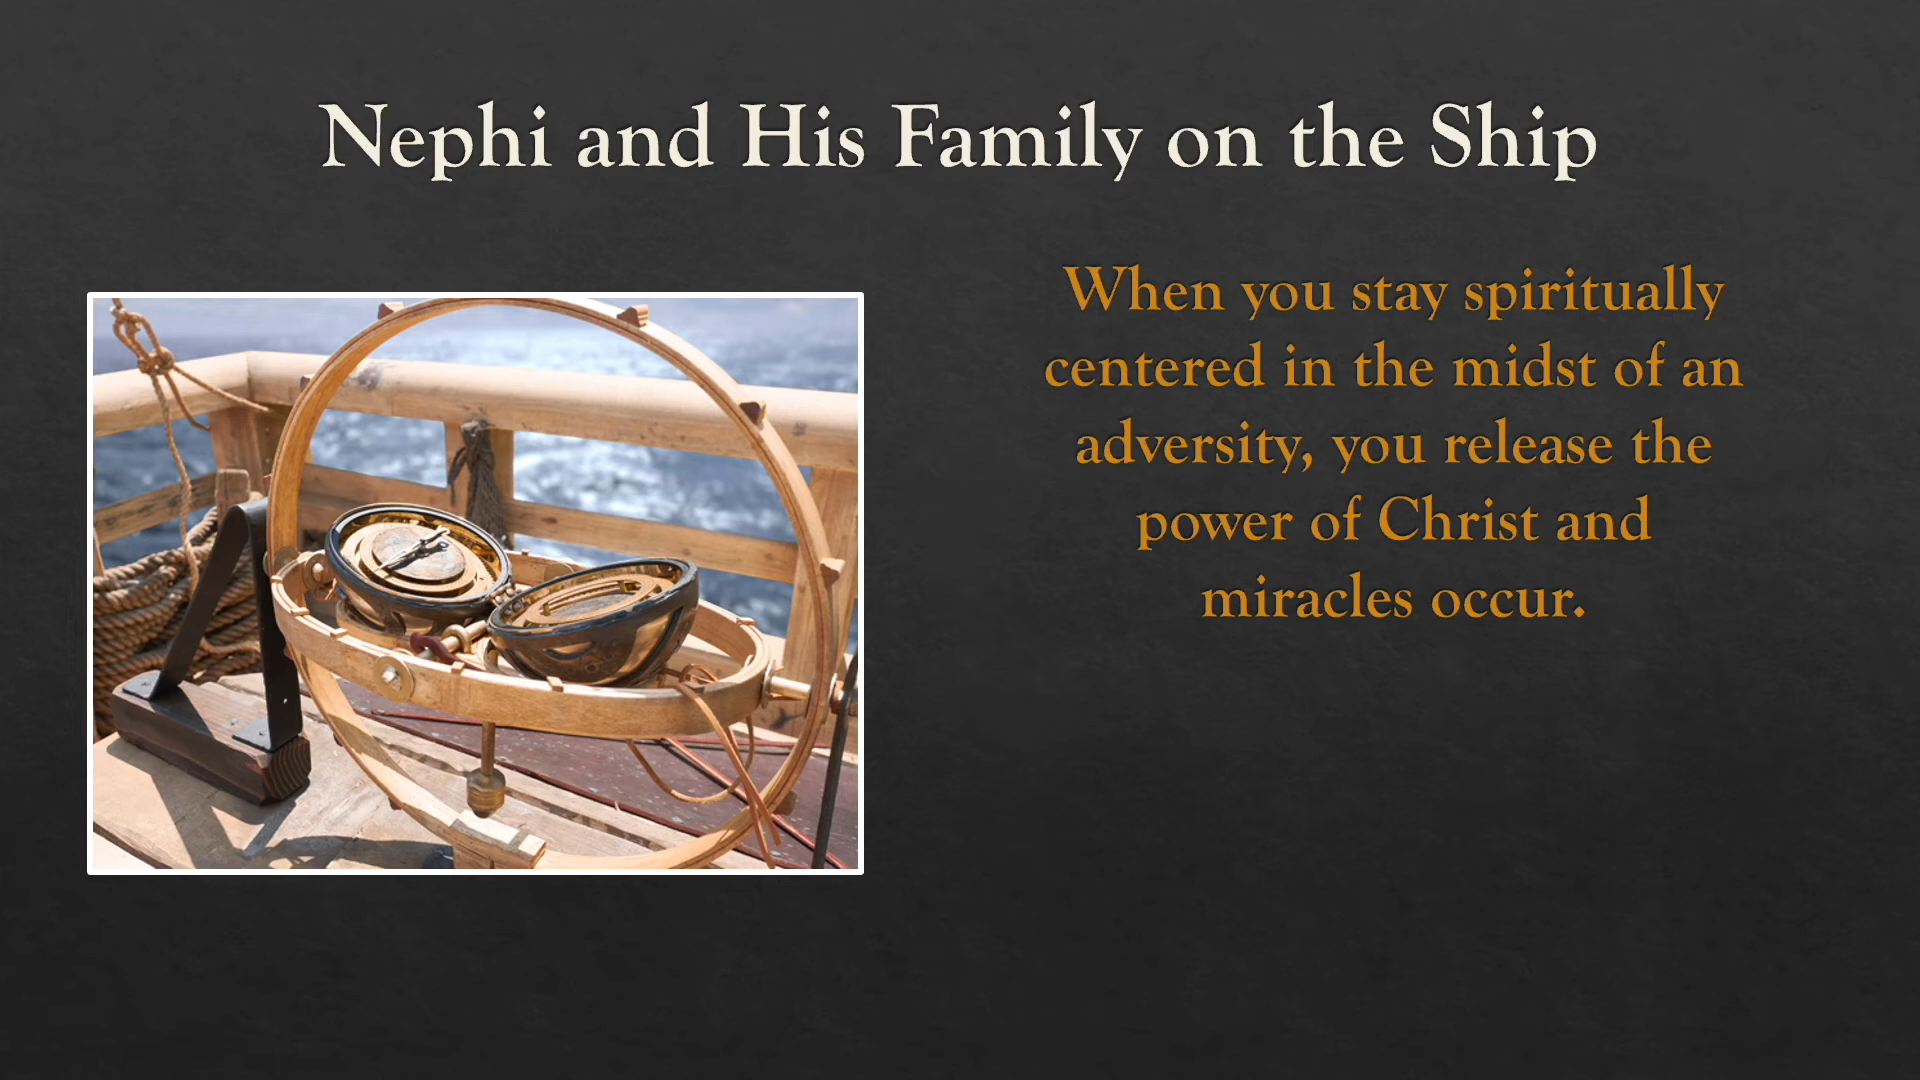 Nephi and His Family on the Ship
When you stay spiritually
centered in the midst of an
adversity, you release the
power of Christ and
miracles occur.